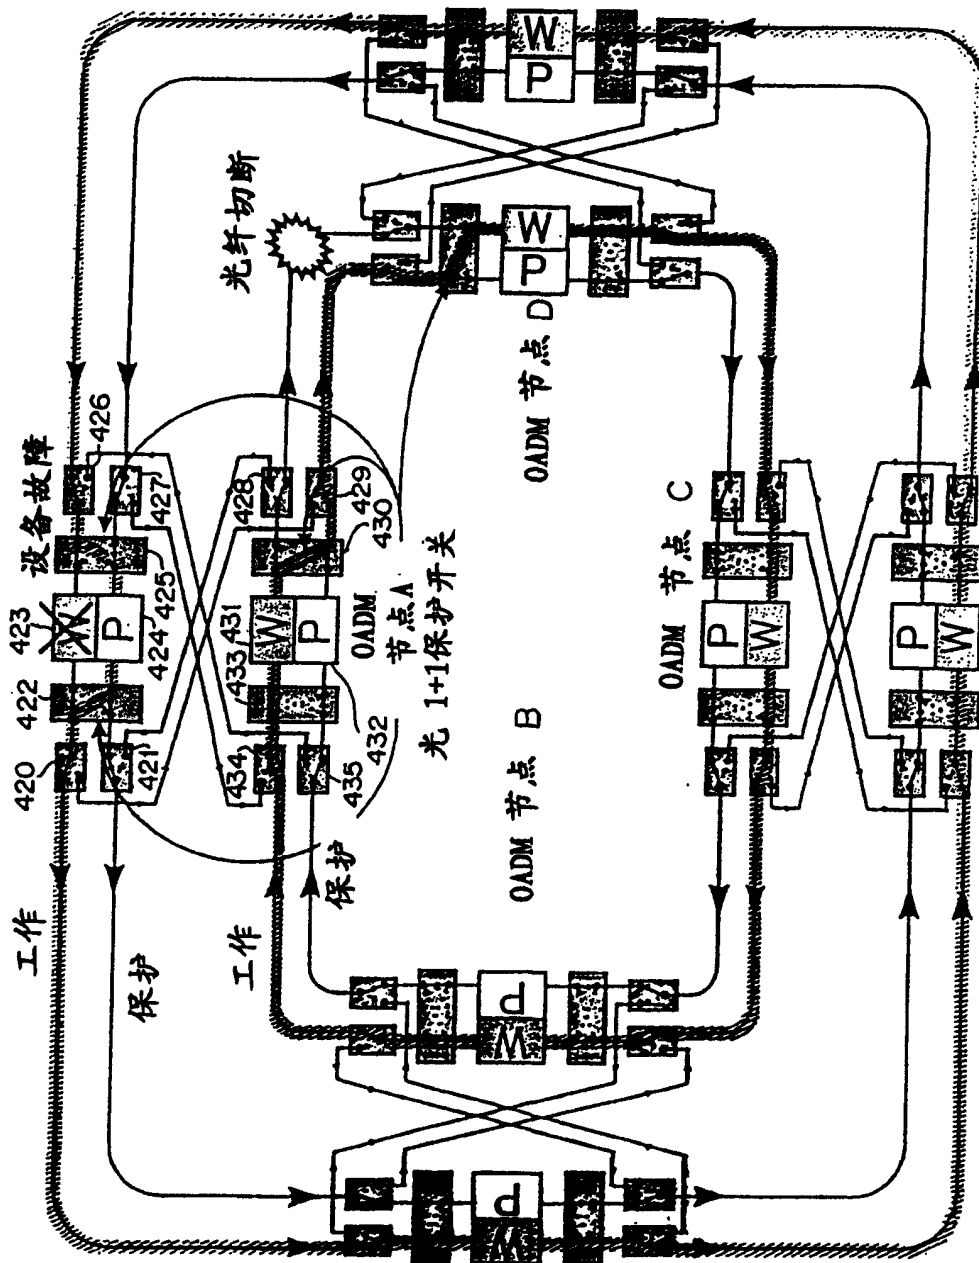 工作
420
422
423
424
425
设备故障
426
427
W
P
421
保护
工作
434
433
431
428
429
430
W
P
435
432
保护
OADM
节点A
光 1+1保护开关
光纤切断
W
P
W
P
OADM 节点 D
OADM 节点 B
OADM 节点 C
P
W
P
W
P
W
P
W